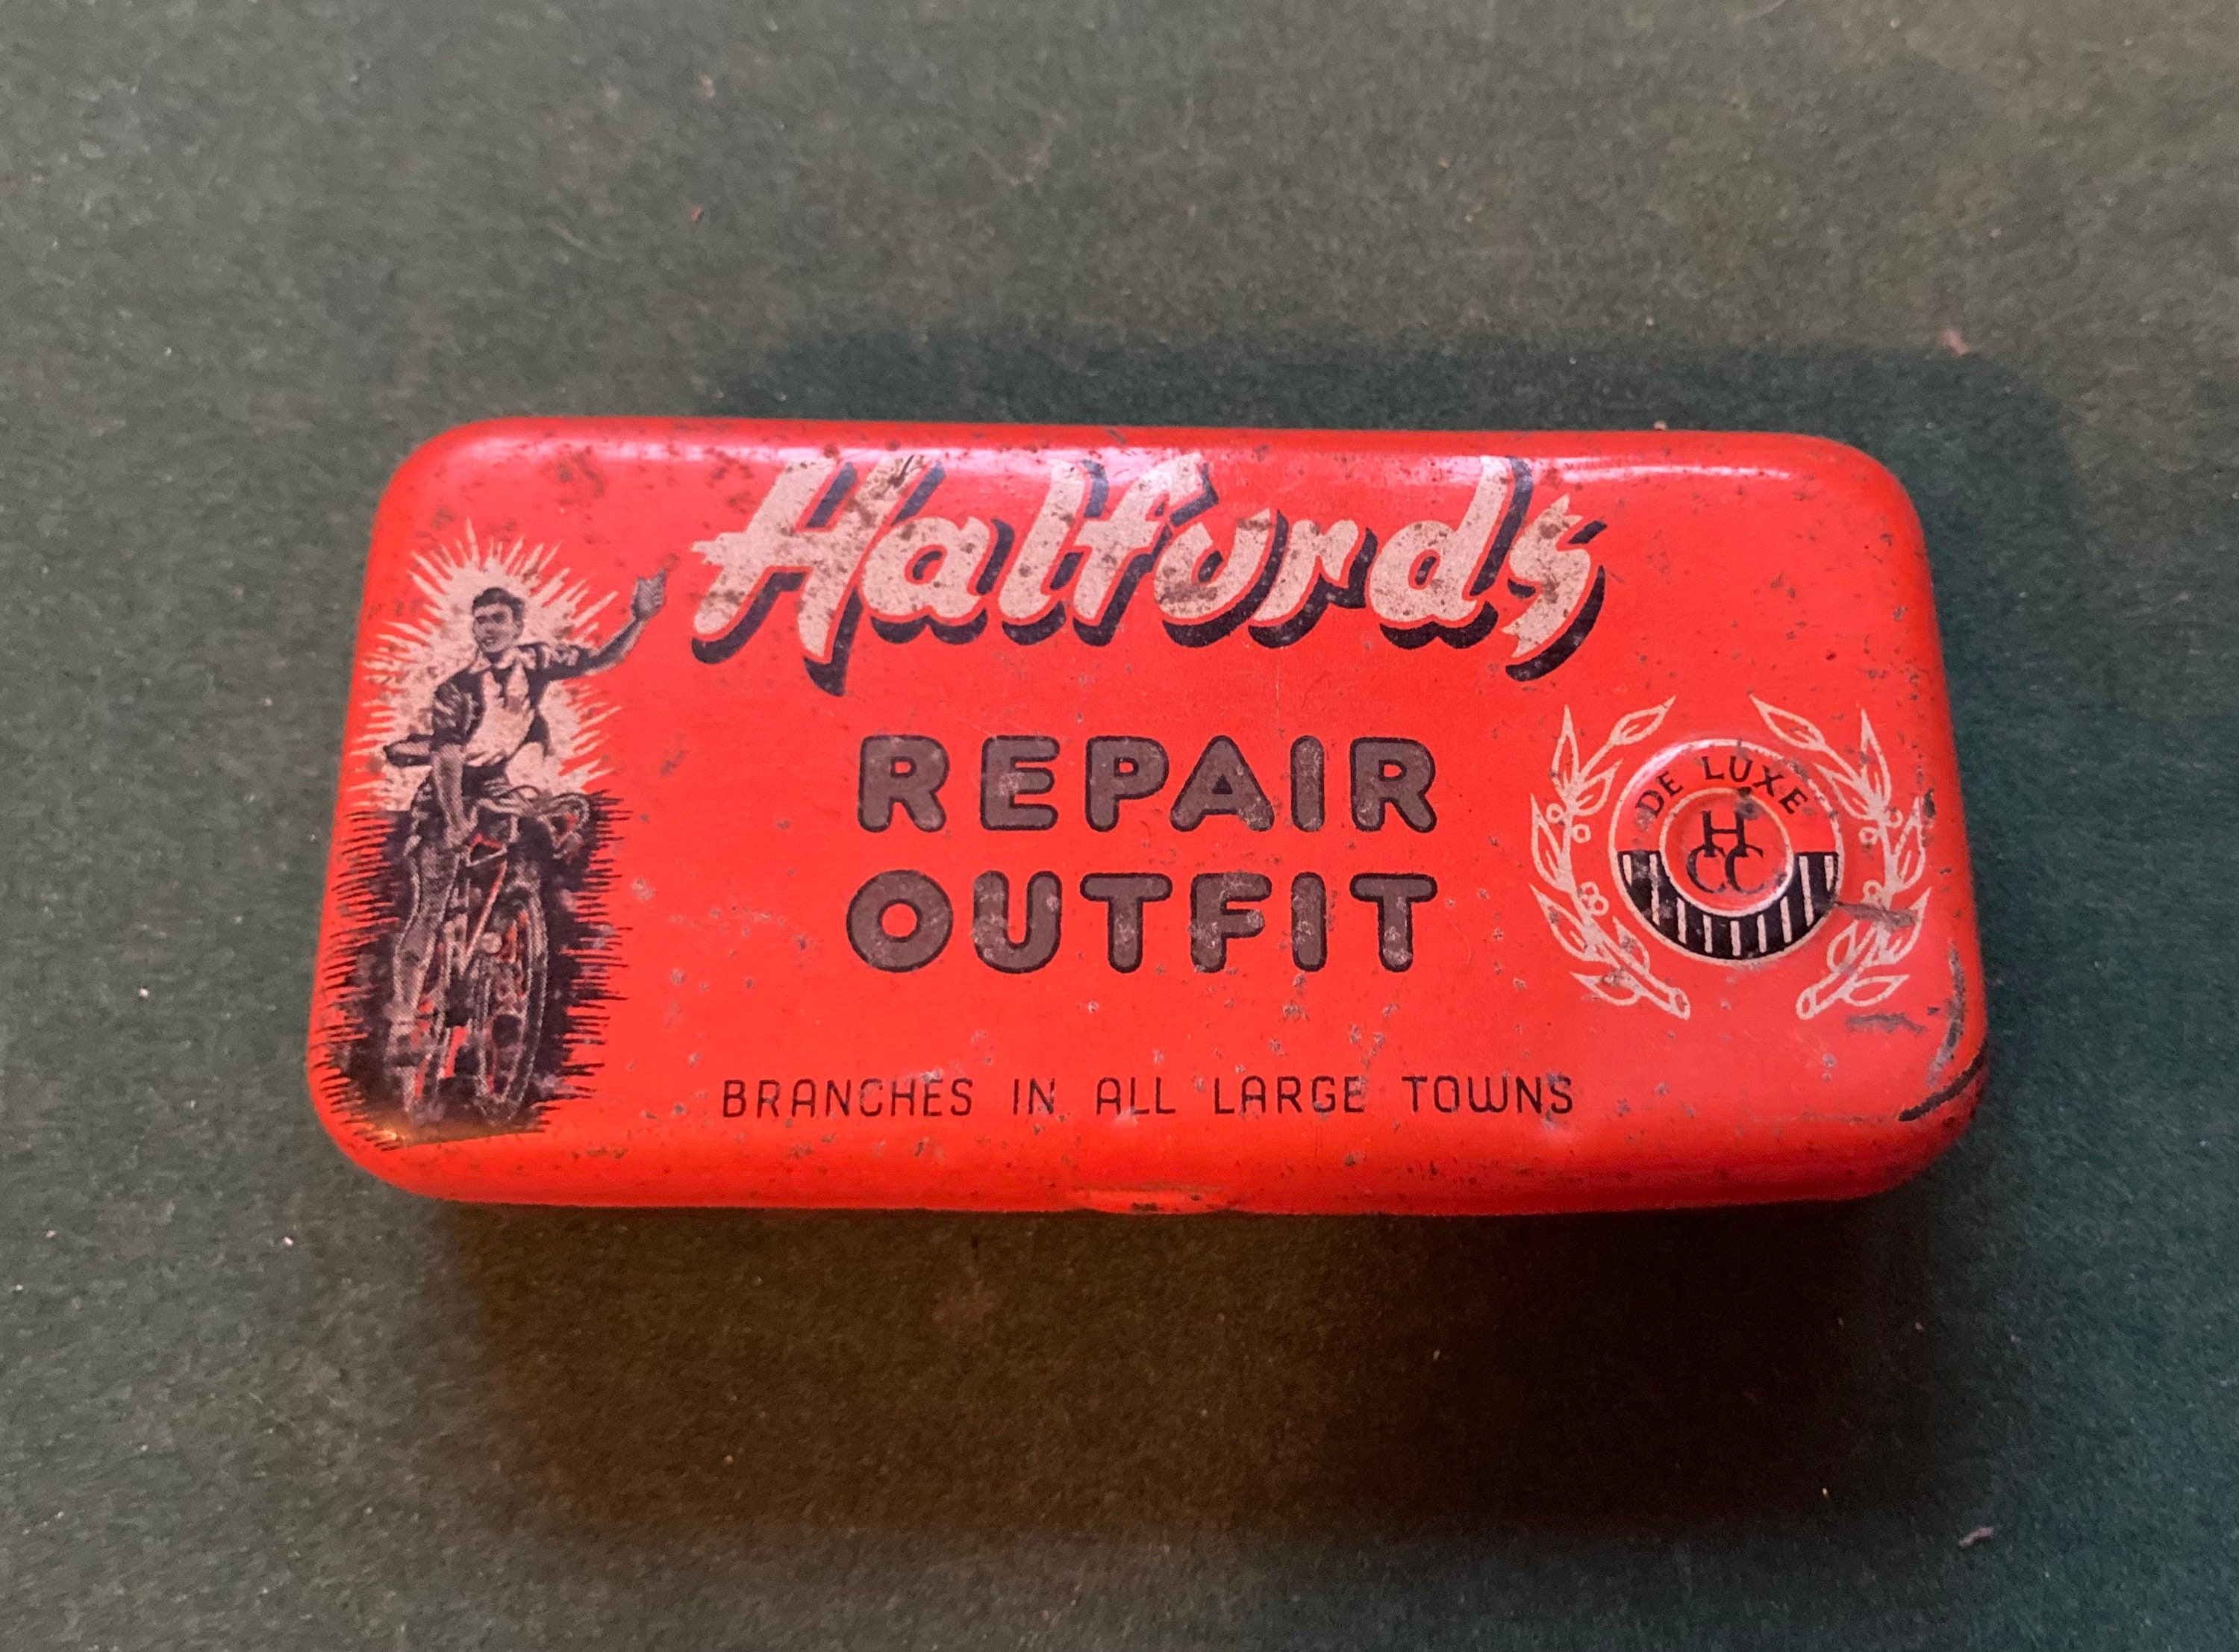 Halfords
REPAIR
OUTFIT
DE LUXE
H
CC
BRANCHES IN ALL LARGE TOWNS